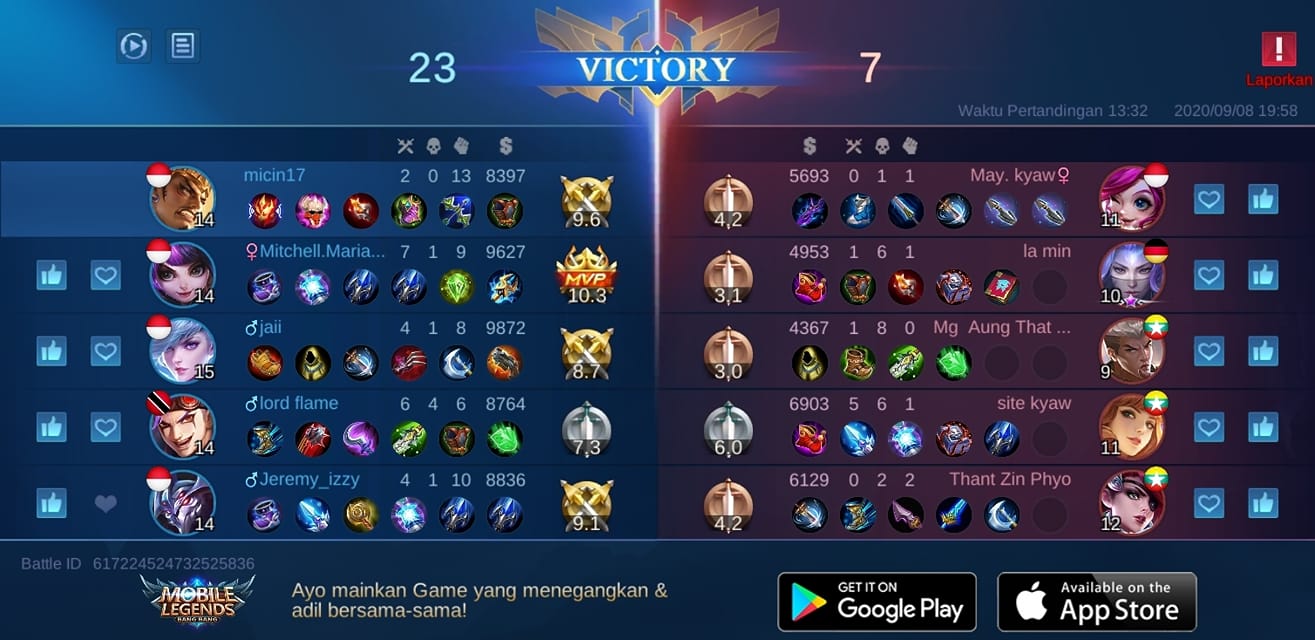 23 VICTORY 7
Laporkan
Waktu Pertandingan 13:32 2020/09/08 19:58
micin17 2 0 13 8397
14 9.6
5693 0 1 1 May. kyaw♀
4,2 11
♀Mitchell.Maria... 7 1 9 9627
MVP
14 10.3
4953 1 6 1 la min
3,1 10
♂jaii 4 1 8 9872
15 8.7
4367 1 8 0 Mg Aung That ...
3,0 9
♂lord flame 6 4 6 8764
14 7,3
6903 5 6 1 site kyaw
6,0 11
♂Jeremy_izzy 4 1 10 8836
14 9.1
6129 0 2 2 Thant Zin Phyo
4,2 12
Battle ID 617224524732525836
MOBILE
LEGENDS
BANG BANG
Ayo mainkan Game yang menegangkan &
adil bersama-sama!
GET IT ON
Google Play
Available on the
App Store